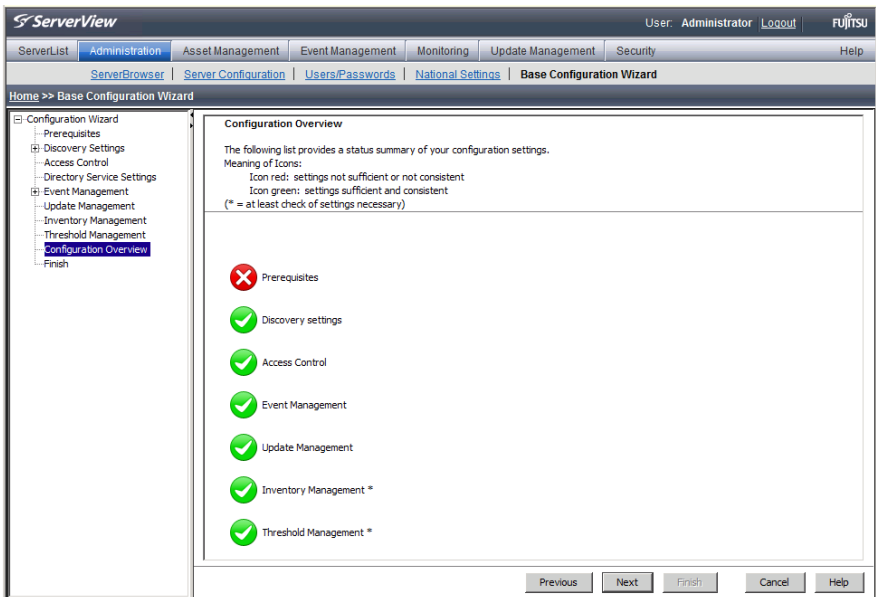 ServerView User: Administrator | Logout FUJITSU
ServerList Administration Asset Management Event Management Monitoring Update Management Security Help
ServerBrowser | Server Configuration | Users/Passwords | National Settings | Base Configuration Wizard
Home >> Base Configuration Wizard
Configuration Wizard
Prerequisites
Discovery Settings
Access Control
Directory Service Settings
Event Management
Update Management
Inventory Management
Threshold Management
Configuration Overview
Finish
Configuration Overview
The following list provides a status summary of your configuration settings.
Meaning of Icons:
Icon red: settings not sufficient or not consistent
Icon green: settings sufficient and consistent
(* = at least check of settings necessary)
Prerequisites
Discovery settings
Access Control
Event Management
Update Management
Inventory Management *
Threshold Management *
Previous Next Finish Cancel Help